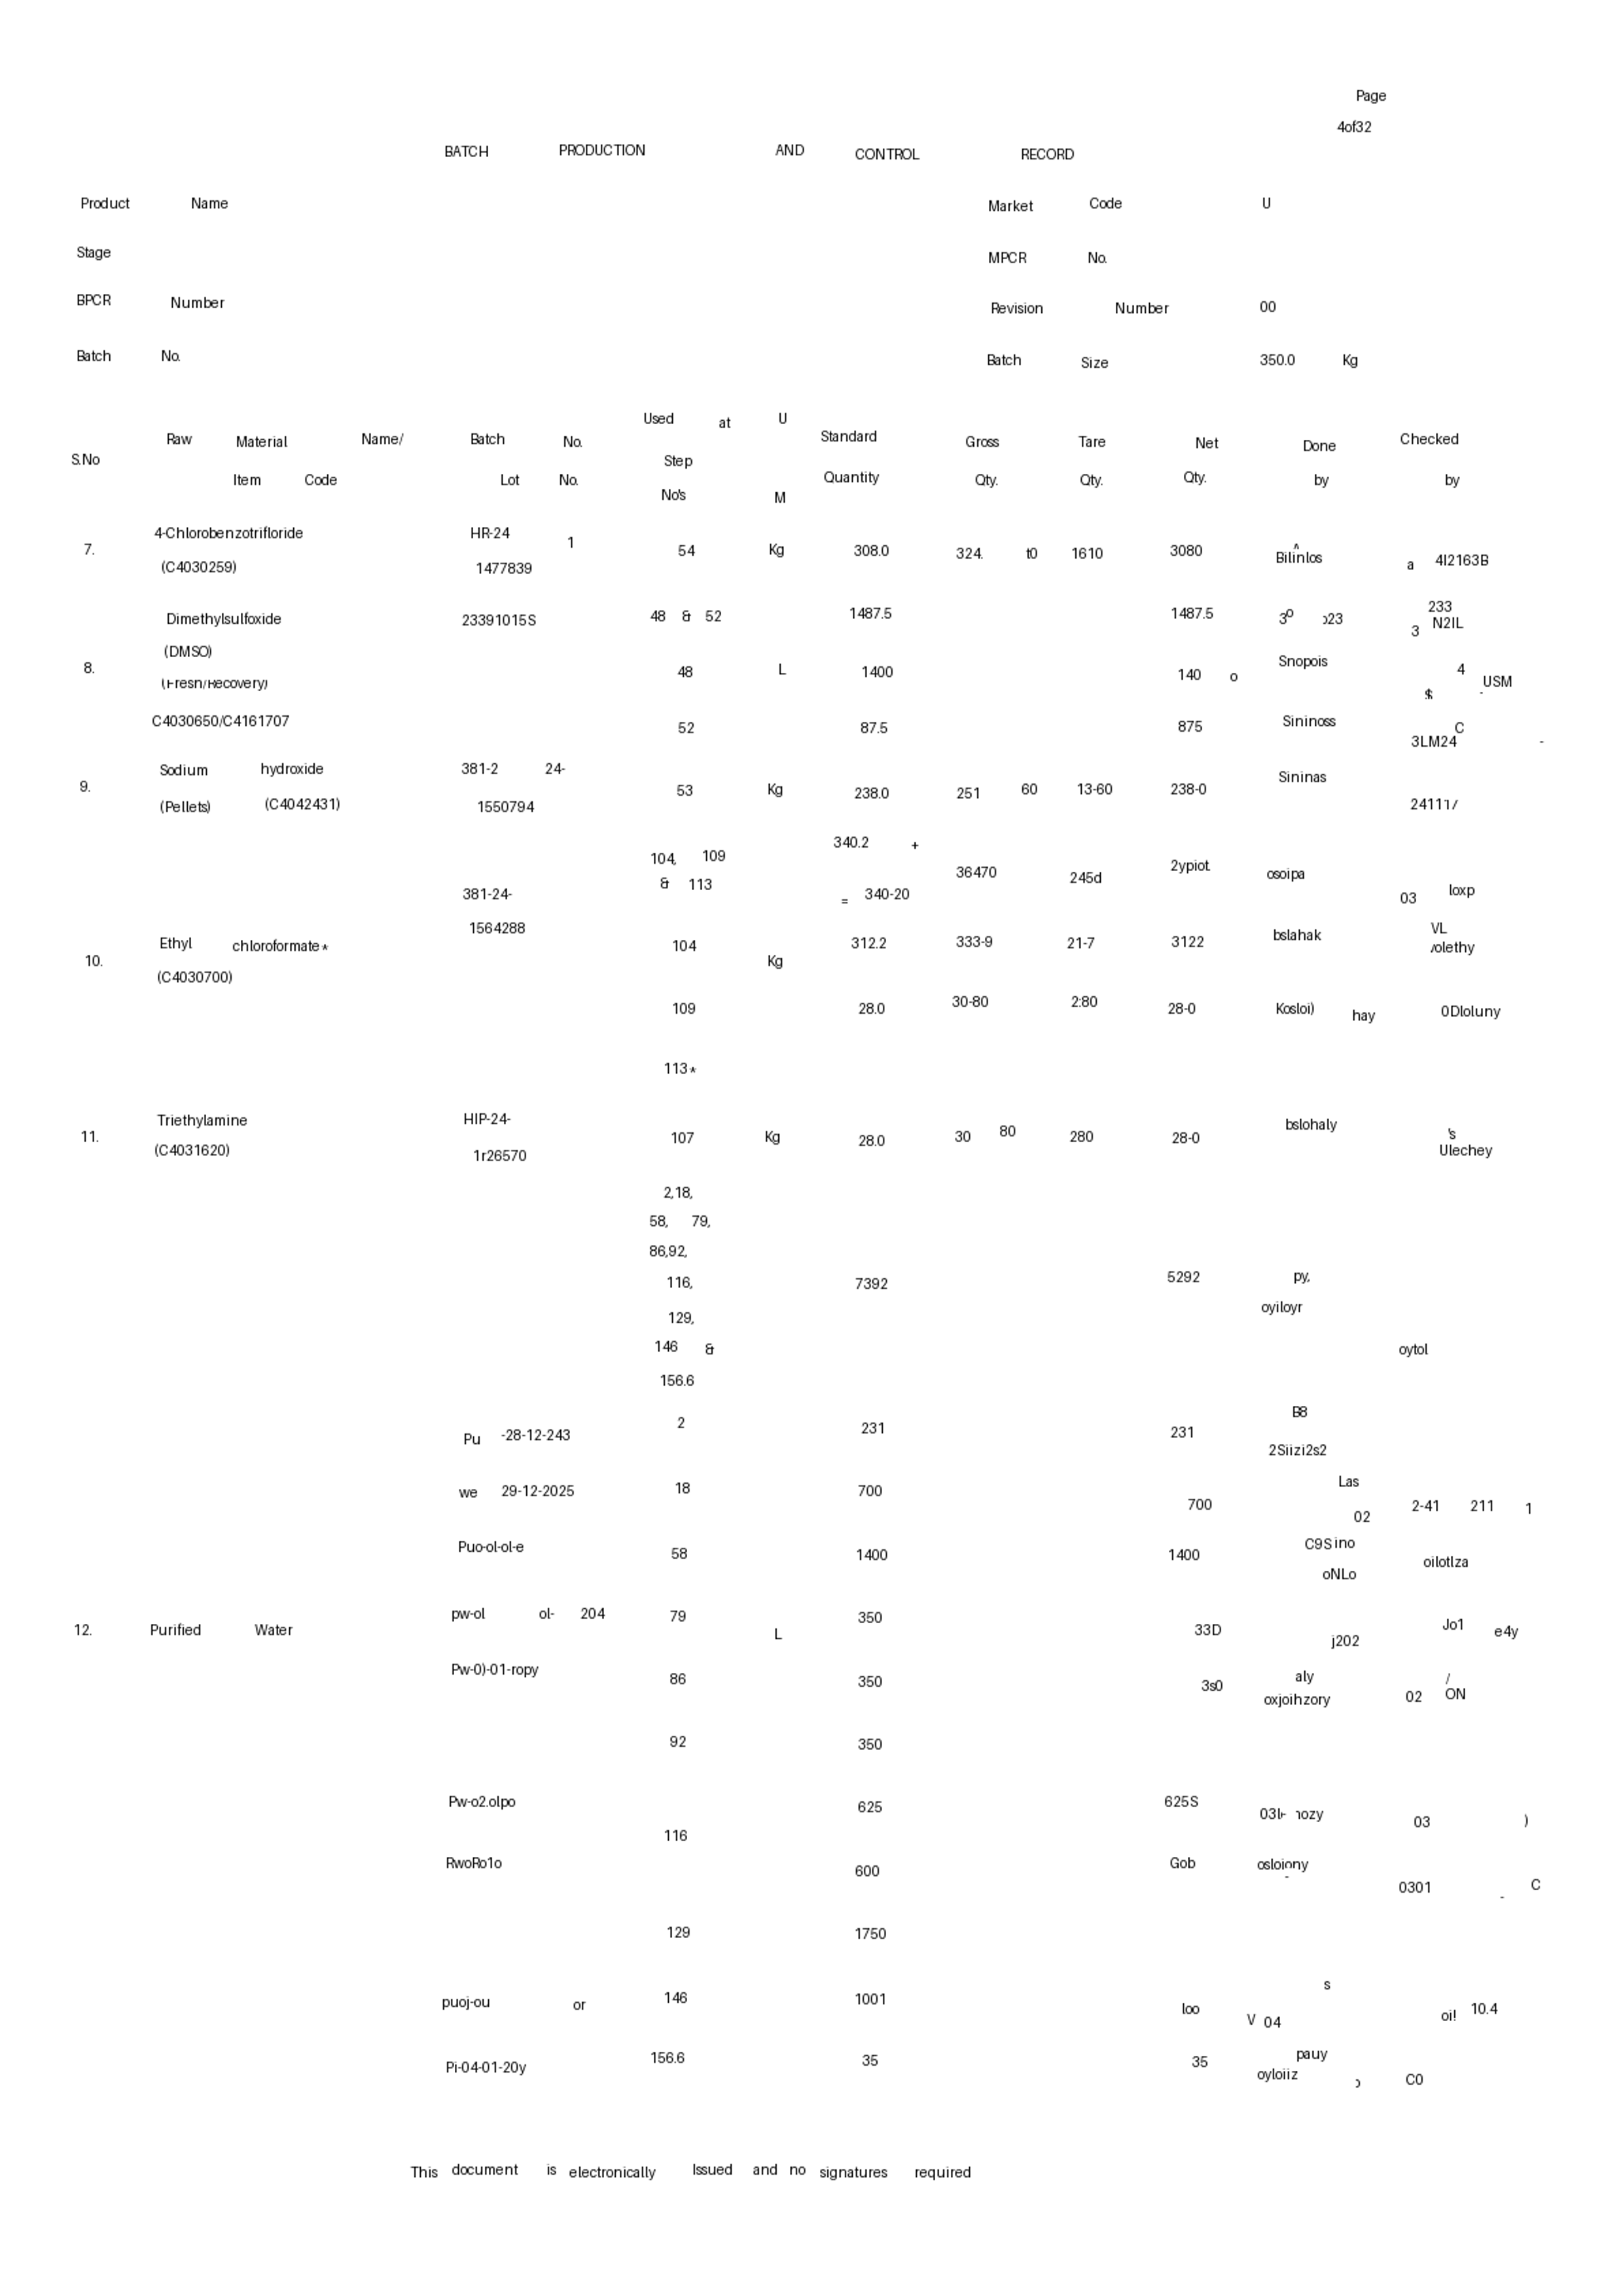 Page
4of32
BATCH PRODUCTION AND CONTROL RECORD
Product Name Market Code U
Stage MPCR No.
BPCR Number Revision Number 00
Batch No. Batch Size 350.0 Kg
Used at U
Raw Material Name/ Batch No. Standard Gross Tare Net Done Checked
S.No Step
Item Code Lot No. Quantity Qty. Qty. Qty. by by
No's M
4-Chlorobenzotrifloride HR-24 1
7. 54 Kg 308.0 324. t0 1610 3080 Bilinlos a 4I2163B
(C4030259) 1477839
Dimethylsulfoxide 23391015S 48 & 52 1487.5 1487.5 3º 23 233
3 N2IL
(DMSO)
8. 48 L 1400 140 o Snopois 4
(Fresh/Recovery) $ USM
C4030650/C4161707 52 87.5 875 Sininoss C
3LM24 -
Sodium hydroxide 381-2 24- Sininas
9. 53 Kg 238.0 251 60 13-60 238-0
(Pellets) (C4042431) 1550794 24111/
340.2 +
104, 109 36470 245d 2ypiot osoipa
& 113
381-24- = 340-20 03 loxp
1564288 VL
Ethyl chloroformate* 104 312.2 333-9 21-7 3122 bslahak olethy
10. Kg
(C4030700)
109 28.0 30-80 2:80 28-0 Kosloi) hay 0Dloluny
113*
Triethylamine HIP-24- bslohaly
11. 107 Kg 28.0 30 80 280 28-0 's
(C4031620) 1r26570 Ulechey
2,18,
58, 79,
86,92,
116, 7392 5292 py,
129, oyiloyr
146 & oytol
156.6
Pu -28-12-243 2 231 231 B8
2Siizi2s2
we 29-12-2025 18 700 700 Las
02 2-41 211 1
Puo-ol-ol-e 58 1400 1400 C9S ino oilotlza
oNLo
pw-ol ol- 204 79 350 33D j202 Jo1 e4y
12. Purified Water L
Pw-0)-01-ropy 86 350 3s0 aly /
oxjoihzory 02 ON
92 350
Pw-o2.olpo 625 625S 03 hozy 03 )
116
RwoRo1o 600 Gob osloiony
0301 - C
129 1750
s
puoj-ou or 146 1001 loo V 04 oi! 10.4
Pi-04-01-20y 156.6 35 35 pauy
oyloiiz C0
This document is electronically Issued and no signatures required